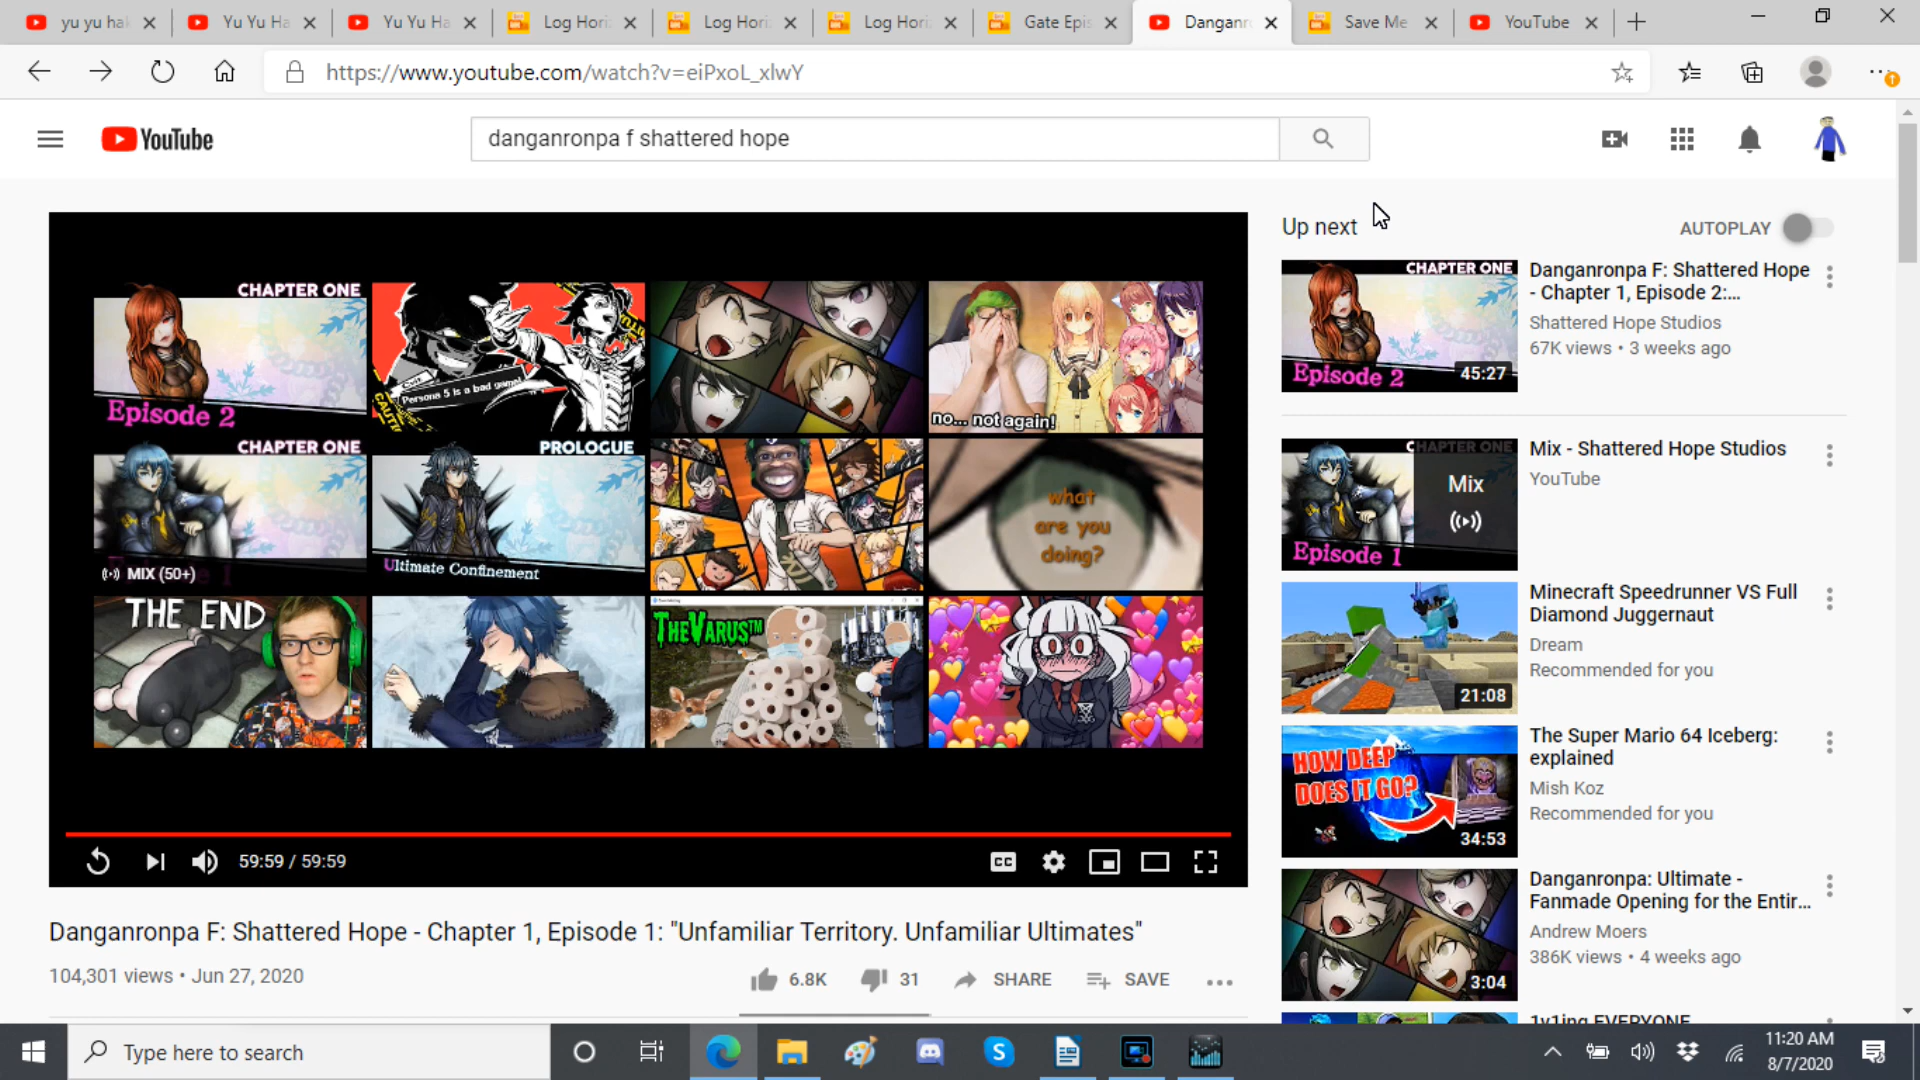 yu yu hak
Yu Yu Ha
Yu Yu Ha
Log Hori
Log Hori
Log Hori
Gate Epis
Danganr
Save Me
YouTube
https://www.youtube.com/watch?v=eiPxoL_xlwY
YouTube
danganronpa f shattered hope
Up next
AUTOPLAY
CHAPTER ONE
Episode 2
Persona 5 is a bad game!
no... not again!
CHAPTER ONE
MIX (50+)
PROLOGUE
Ultimate Confinement
what
are you
doing?
THE END
THEVARUS™
59:59 / 59:59
CC
Danganronpa F: Shattered Hope - Chapter 1, Episode 1: "Unfamiliar Territory. Unfamiliar Ultimates"
104,301 views • Jun 27, 2020
6.8K
31
SHARE
SAVE
CHAPTER ONE
Episode 2
45:27
Danganronpa F: Shattered Hope
- Chapter 1, Episode 2:...
Shattered Hope Studios
67K views • 3 weeks ago
CHAPTER ONE
Mix
Episode 1
Mix - Shattered Hope Studios
YouTube
21:08
Minecraft Speedrunner VS Full
Diamond Juggernaut
Dream
Recommended for you
HOW DEEP
DOES IT GO?
34:53
The Super Mario 64 Iceberg:
explained
Mish Koz
Recommended for you
3:04
Danganronpa: Ultimate -
Fanmade Opening for the Entir...
Andrew Moers
386K views • 4 weeks ago
1v1ing EVERYONE
Type here to search
11:20 AM
8/7/2020